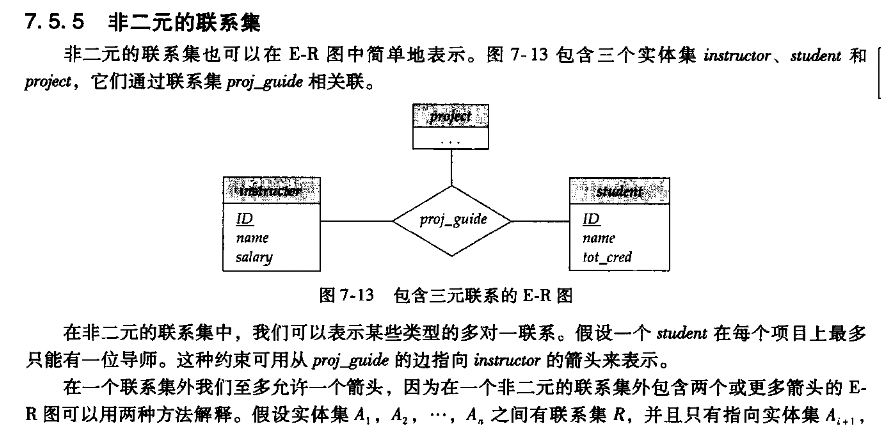 7.5.5 非二元的联系集
非二元的联系集也可以在 E-R 图中简单地表示。图 7-13 包含三个实体集 instructor、student 和
project，它们通过联系集 proj_guide 相关联。
project
...
instructor
student
ID
name
salary
proj_guide
ID
name
tot_cred
图 7-13 包含三元联系的 E-R 图
在非二元的联系集中，我们可以表示某些类型的多对一联系。假设一个 student 在每个项目上最多
只能有一位导师。这种约束可用从 proj_guide 的边指向 instructor 的箭头来表示。
在一个联系集外我们至多允许一个箭头，因为在一个非二元的联系集外包含两个或更多箭头的 E-
R 图可以用两种方法解释。假设实体集 A₁，A₂，…，Aₙ 之间有联系集 R，并且只有指向实体集 Aᵢ₊₁，